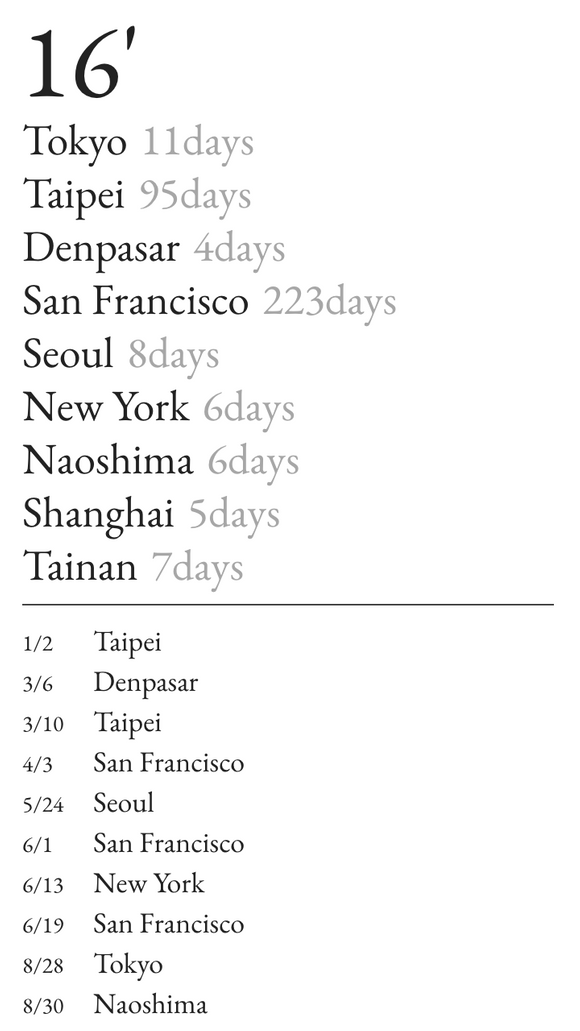 16'
Tokyo 11days
Taipei 95days
Denpasar 4days
San Francisco 223days
Seoul 8days
New York 6days
Naoshima 6days
Shanghai 5days
Tainan 7days
1/2 Taipei
3/6 Denpasar
3/10 Taipei
4/3 San Francisco
5/24 Seoul
6/1 San Francisco
6/13 New York
6/19 San Francisco
8/28 Tokyo
8/30 Naoshima